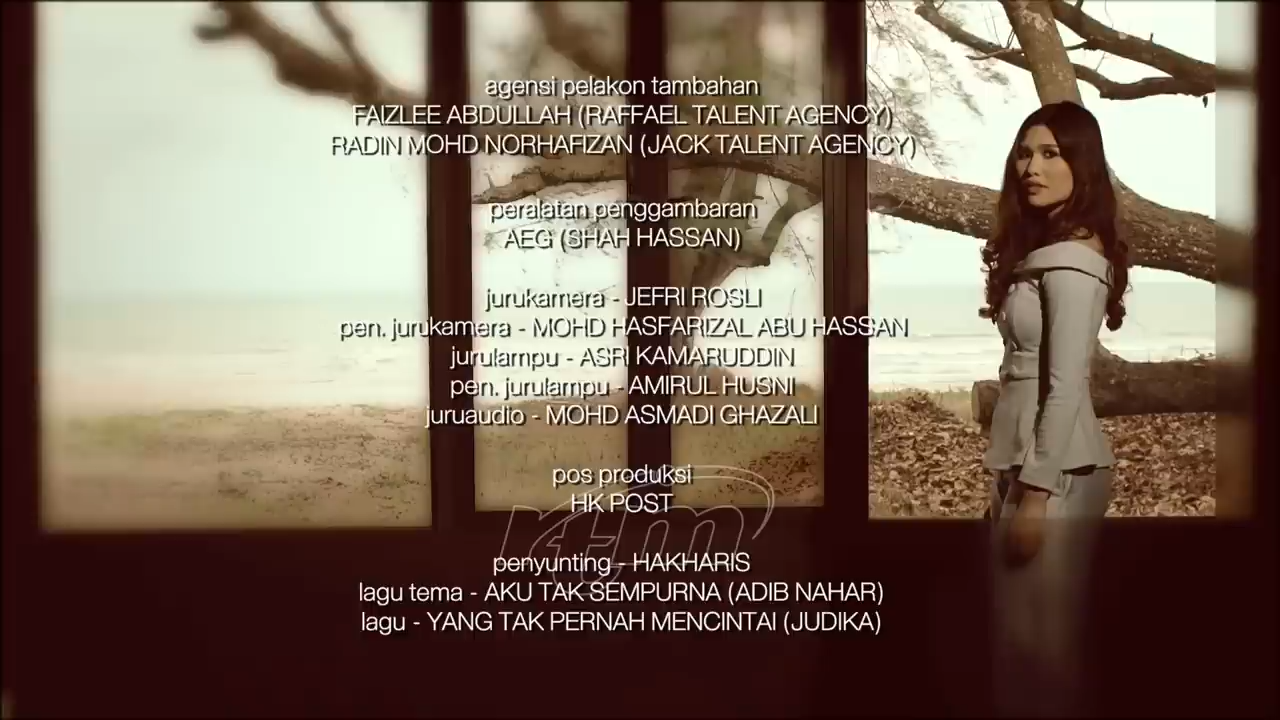 agensi pelakon tambahan
FAIZLEE ABDULLAH (RAFFAEL TALENT AGENCY)
RADIN MOHD NORHAFIZAN (JACK TALENT AGENCY)
peralatan penggambaran
AEG (SHAH HASSAN)
jurukamera - JEFRI ROSLI
pen. jurukamera - MOHD HASFARIZAL ABU HASSAN
jurulampu - ASRI KAMARUDDIN
pen. jurulampu - AMIRUL HUSNI
juruaudio - MOHD ASMADI GHAZALI
pos produksi
HK POST
rtm
penyunting - HAKHARIS
lagu tema - AKU TAK SEMPURNA (ADIB NAHAR)
lagu - YANG TAK PERNAH MENCINTAI (JUDIKA)